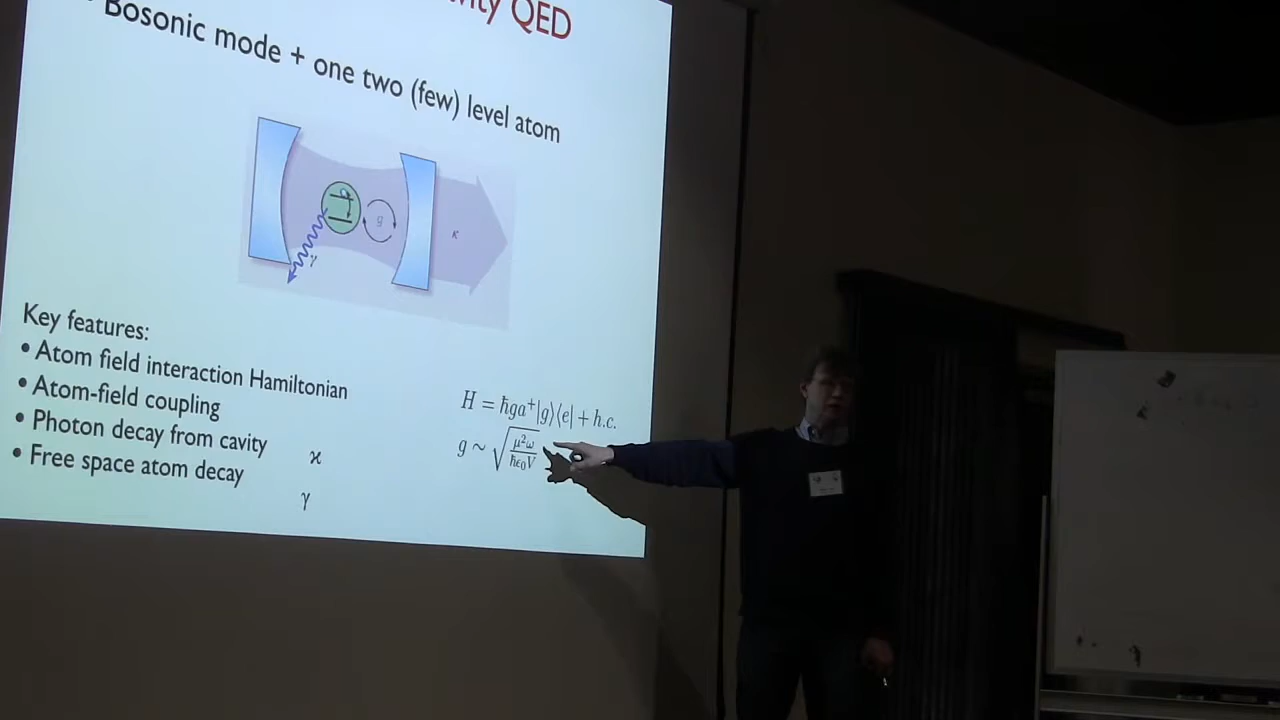 QED
Bosonic mode + one two (few) level atom
g
κ
γ
Key features:
• Atom field interaction Hamiltonian
• Atom-field coupling
• Photon decay from cavity ϰ
• Free space atom decay γ
H = ħga⁺|g⟩⟨e| + h.c.
g ∼ √(μ²ω/ħϵ₀V)